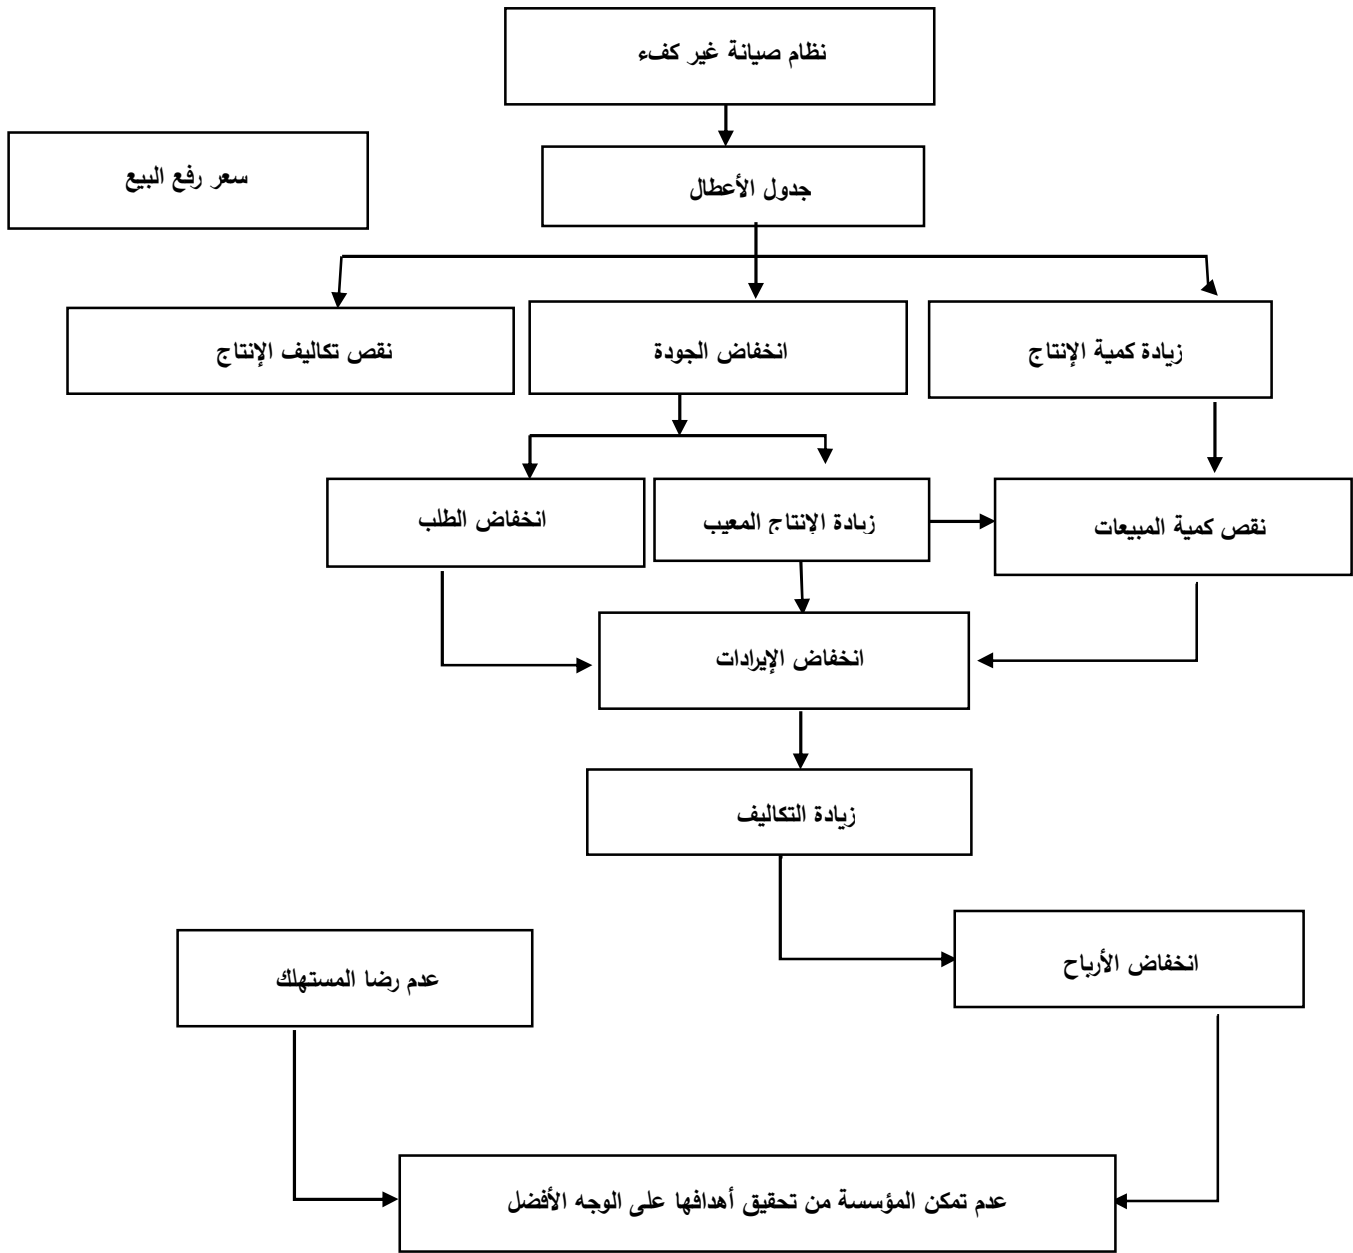 نظام صيانة غير كفء
جدول الأعطال
سعر رفع البيع
زيادة كمية الإنتاج
انخفاض الجودة
نقص تكاليف الإنتاج
نقص كمية المبيعات
زيادة الإنتاج المعيب
انخفاض الطلب
انخفاض الإيرادات
زيادة التكاليف
انخفاض الأرباح
عدم رضا المستهلك
عدم تمكن المؤسسة من تحقيق أهدافها على الوجه الأفضل